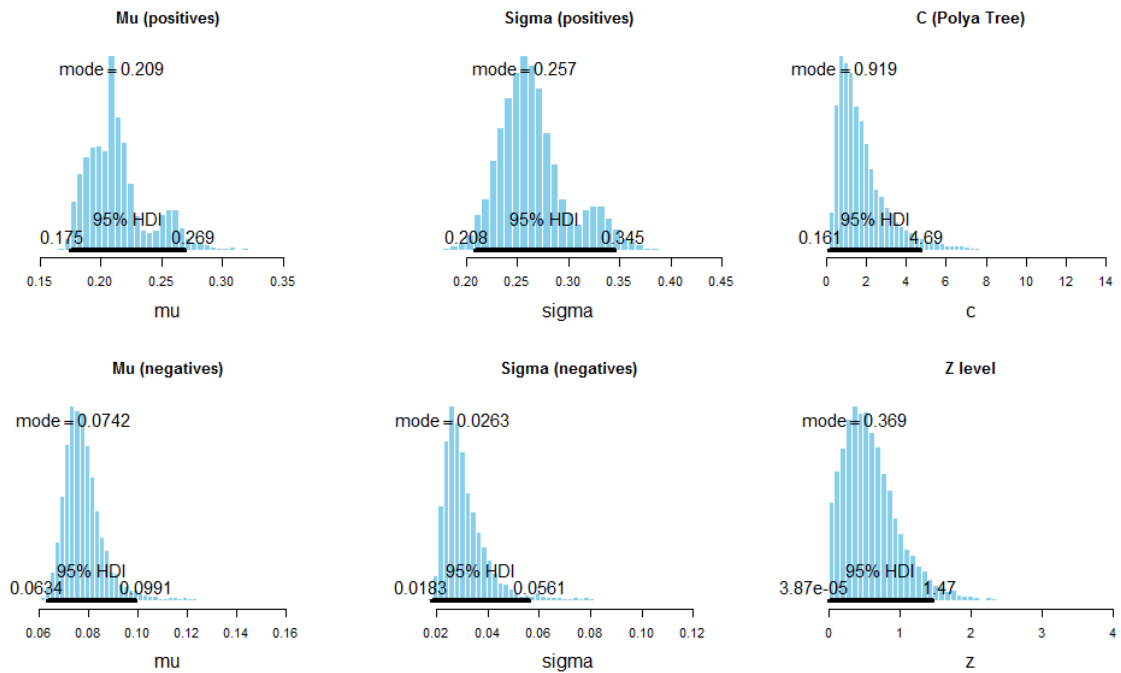 Mu (positives)
mode = 0.209
95% HDI
0.175 0.269
0.15 0.20 0.25 0.30 0.35
mu
Sigma (positives)
mode = 0.257
95% HDI
0.208 0.345
0.20 0.25 0.30 0.35 0.40 0.45
sigma
C (Polya Tree)
mode = 0.919
95% HDI
0.161 4.69
0 2 4 6 8 10 12 14
c
Mu (negatives)
mode = 0.0742
95% HDI
0.0634 0.0991
0.06 0.08 0.10 0.12 0.14 0.16
mu
Sigma (negatives)
mode = 0.0263
95% HDI
0.0183 0.0561
0.02 0.04 0.06 0.08 0.10 0.12
sigma
Z level
mode = 0.369
95% HDI
3.87e-05 1.47
0 1 2 3 4
z